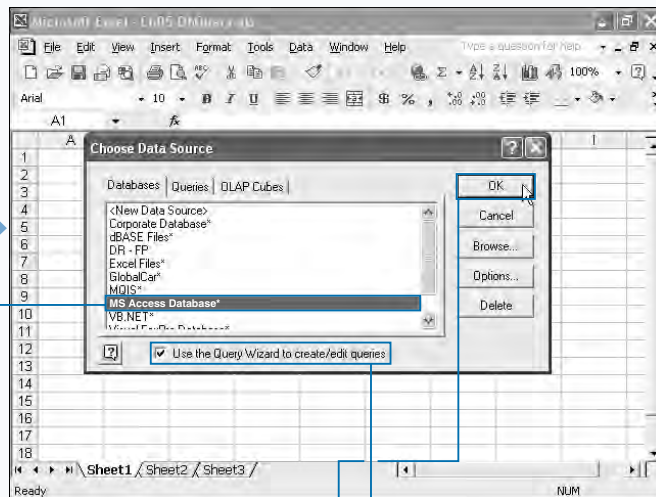 Microsoft Excel - Ch05 DMinery.xls
File Edit View Insert Format Tools Data Window Help Type a question for help
100%
Arial 10 B I U $ % ,
A1 fx
A I
1
2
3
4
5
6
7
8
9
10
11
12
13
14
15
16
17
18
Choose Data Source
Databases Queries OLAP Cubes
<New Data Source>
Corporate Database*
dBASE Files*
DR - FP
Excel Files*
GlobalCar*
MQIS*
MS Access Database*
VB.NET*
Visual FoxPro Database*
OK
Cancel
Browse...
Options...
Delete
Use the Query Wizard to create/edit queries
Sheet1 Sheet2 Sheet3
Ready NUM